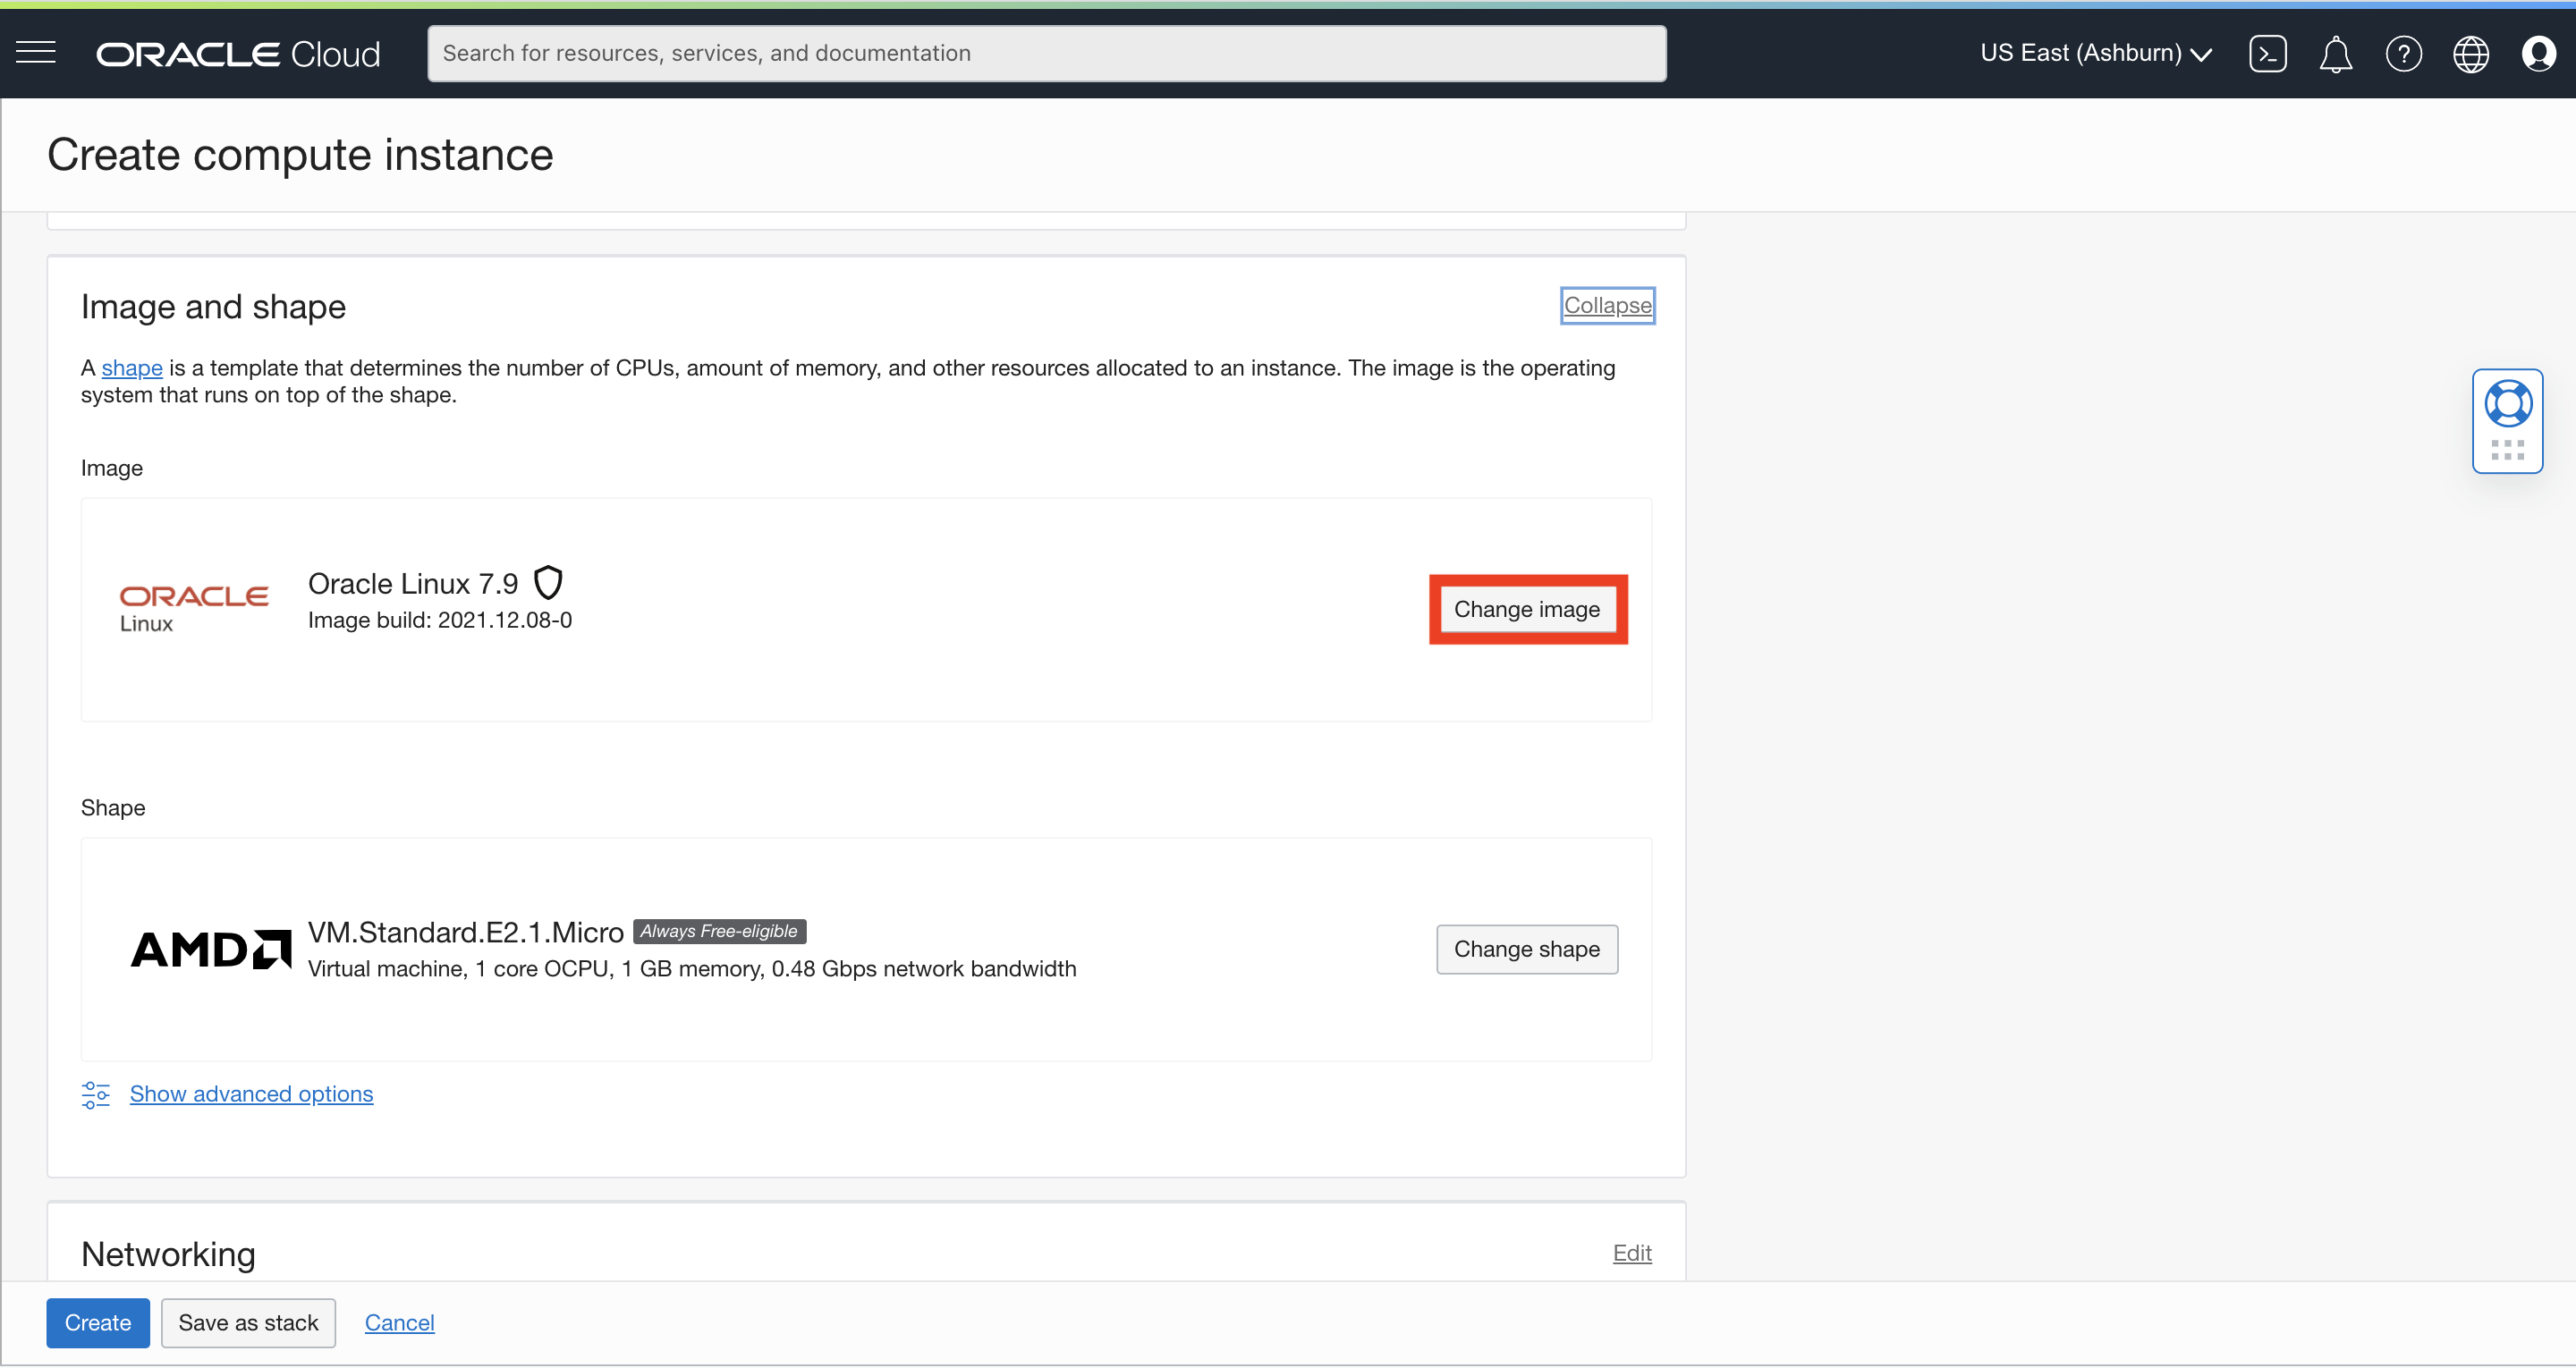 ORACLE Cloud
Search for resources, services, and documentation
US East (Ashburn)
Create compute instance
Image and shape
Collapse
A shape is a template that determines the number of CPUs, amount of memory, and other resources allocated to an instance. The image is the operating
system that runs on top of the shape.
Image
ORACLE
Linux
Oracle Linux 7.9
Image build: 2021.12.08-0
Change image
Shape
AMD
VM.Standard.E2.1.Micro Always Free-eligible
Virtual machine, 1 core OCPU, 1 GB memory, 0.48 Gbps network bandwidth
Change shape
Show advanced options
Networking
Edit
Create
Save as stack
Cancel